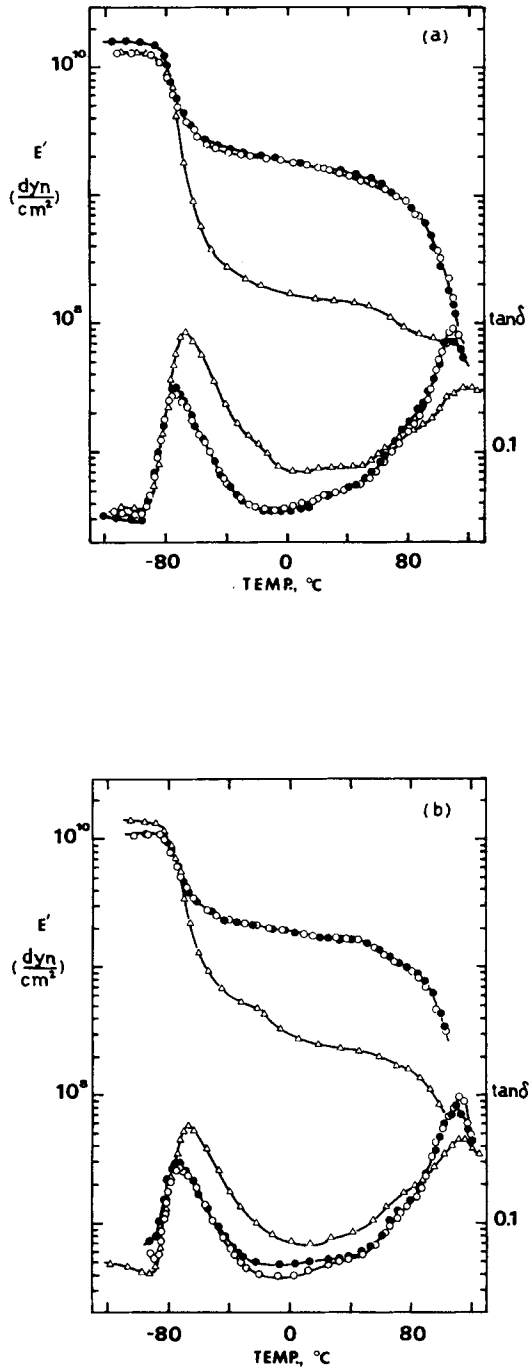 (a)
10¹⁰
E′
(dyn/cm²)
10⁸
tanδ
0.1
-80 0 80
TEMP., °C
(b)
10¹⁰
E′
(dyn/cm²)
10⁸
tanδ
0.1
-80 0 80
TEMP., °C